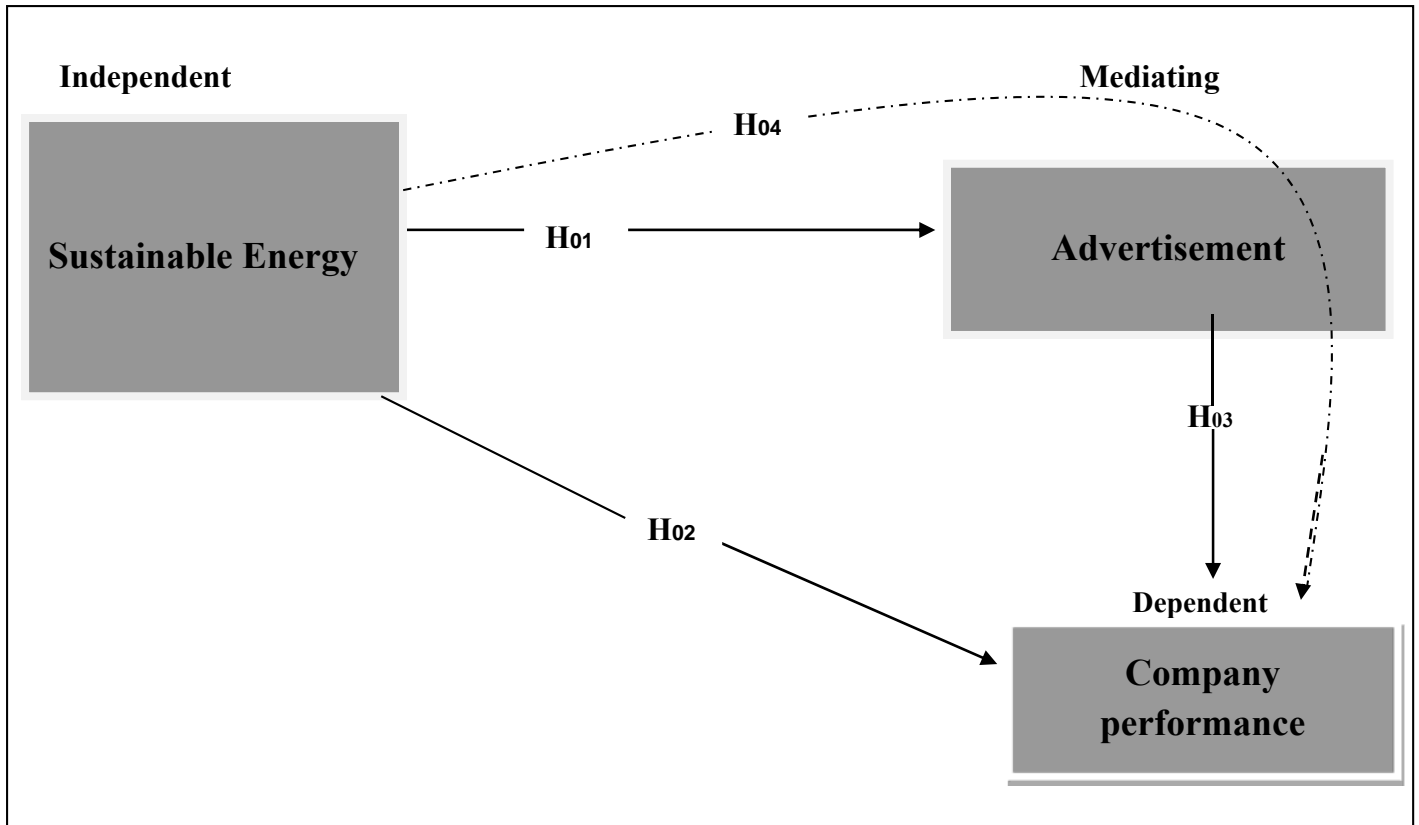 Independent
Mediating
H04
Sustainable Energy
H01
Advertisement
H03
H02
Dependent
Company
performance